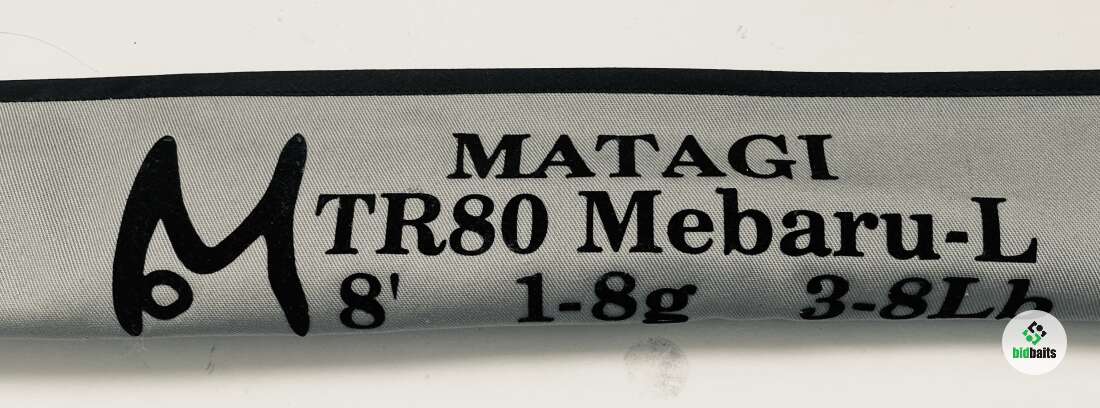 MATAGI
TR80 Mebaru-L
8' 1-8g 3-8Lb
bidbaits